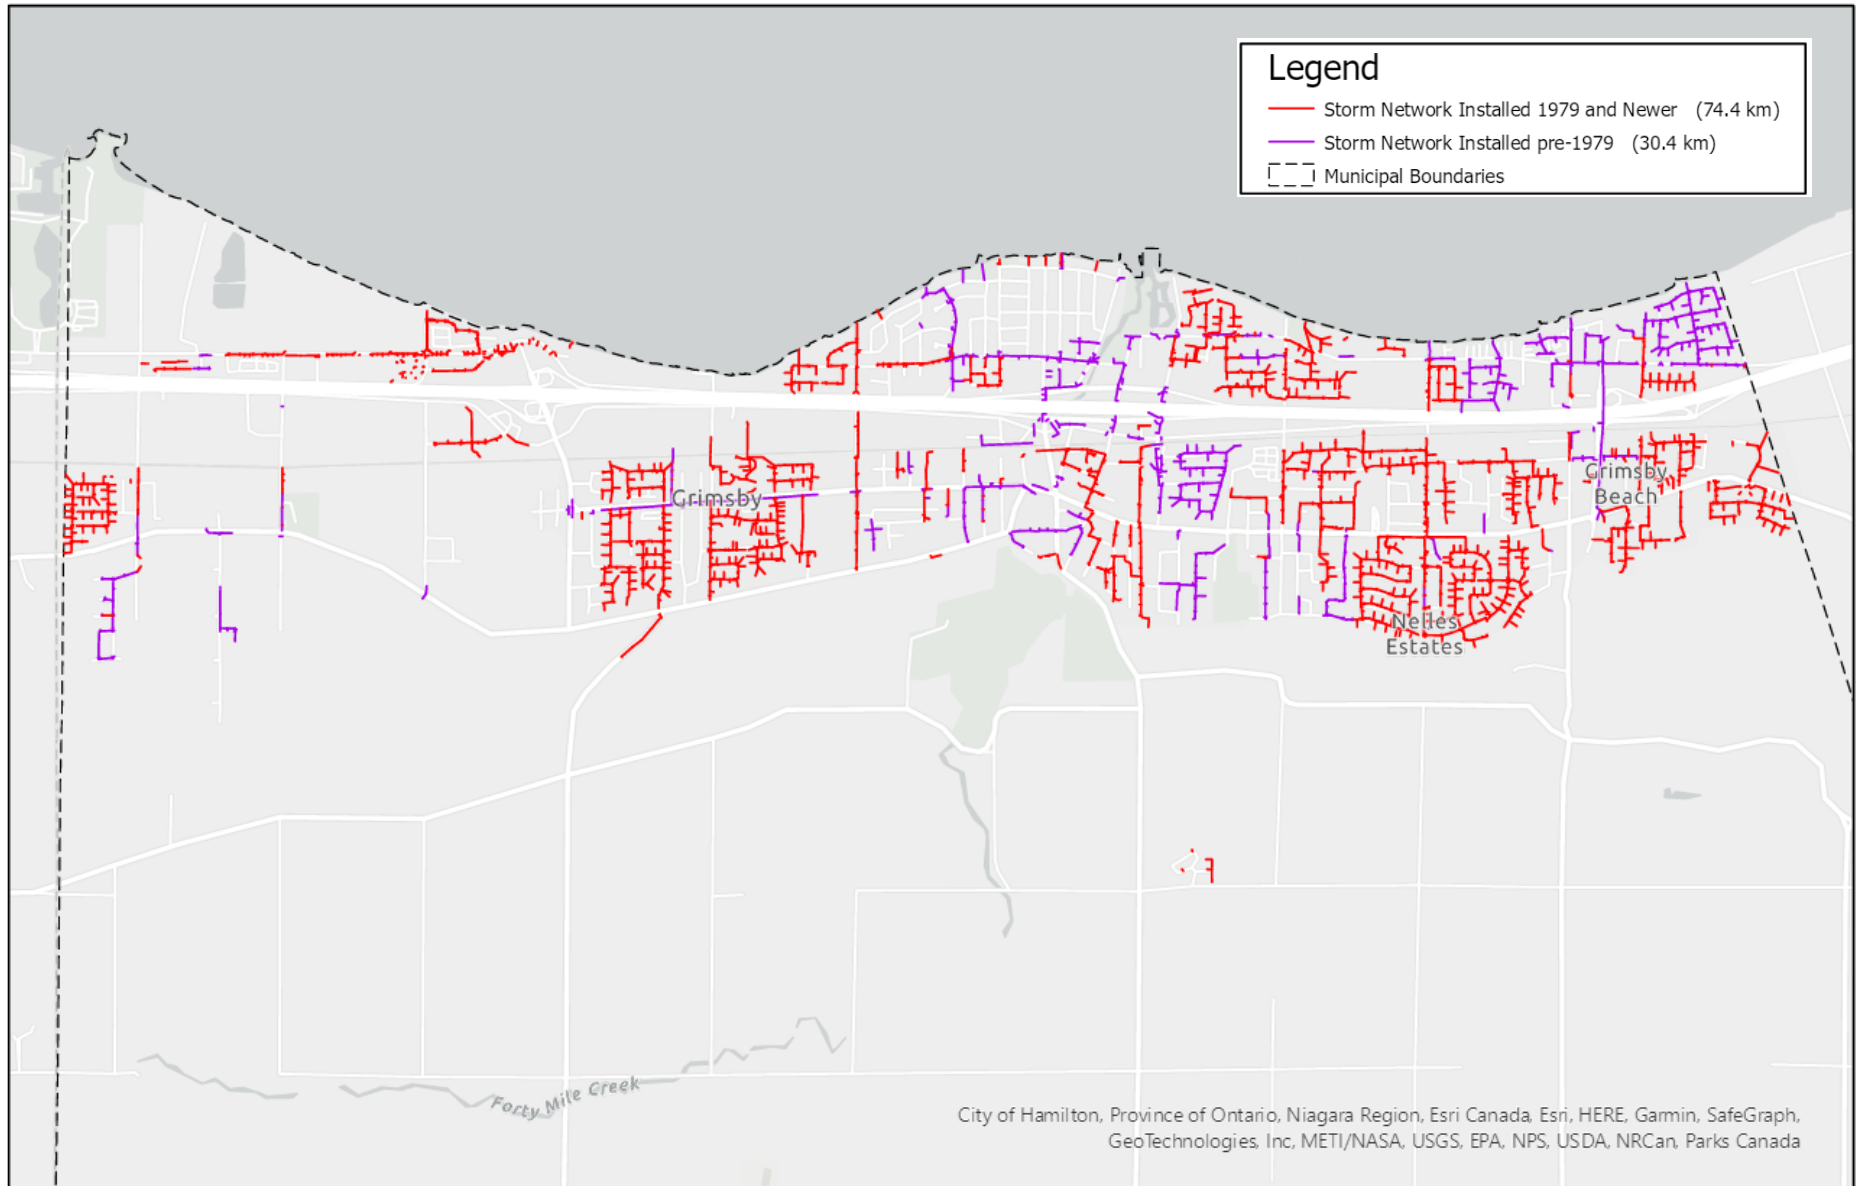 Legend
Storm Network Installed 1979 and Newer (74.4 km)
Storm Network Installed pre-1979 (30.4 km)
Municipal Boundaries
Grimsby
Grimsby
Beach
Nelles
Estates
Forty Mile Creek
City of Hamilton, Province of Ontario, Niagara Region, Esri Canada, Esri, HERE, Garmin, SafeGraph,
GeoTechnologies, Inc, METI/NASA, USGS, EPA, NPS, USDA, NRCan, Parks Canada